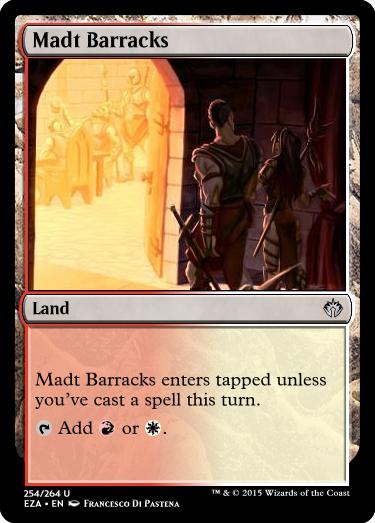 Madt Barracks
Land
Madt Barracks enters tapped unless
you've cast a spell this turn.
Add or .
254/264 U
EZA • EN Francesco Di Pastena
™ & © 2015 Wizards of the Coast